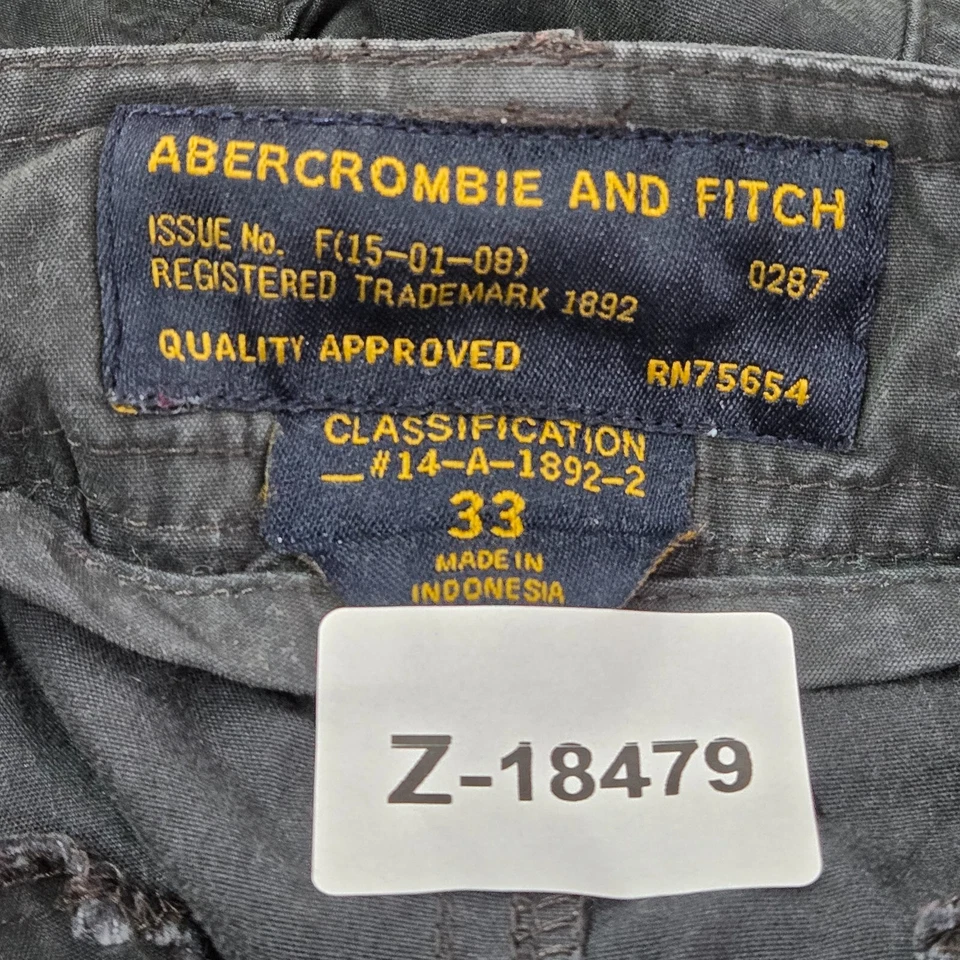 ABERCROMBIE AND FITCH
ISSUE No. F(15-01-08) 0287
REGISTERED TRADEMARK 1892
QUALITY APPROVED RN75654
CLASSIFICATION
_#14-A-1892-2
33
MADE IN
INDONESIA
Z-18479